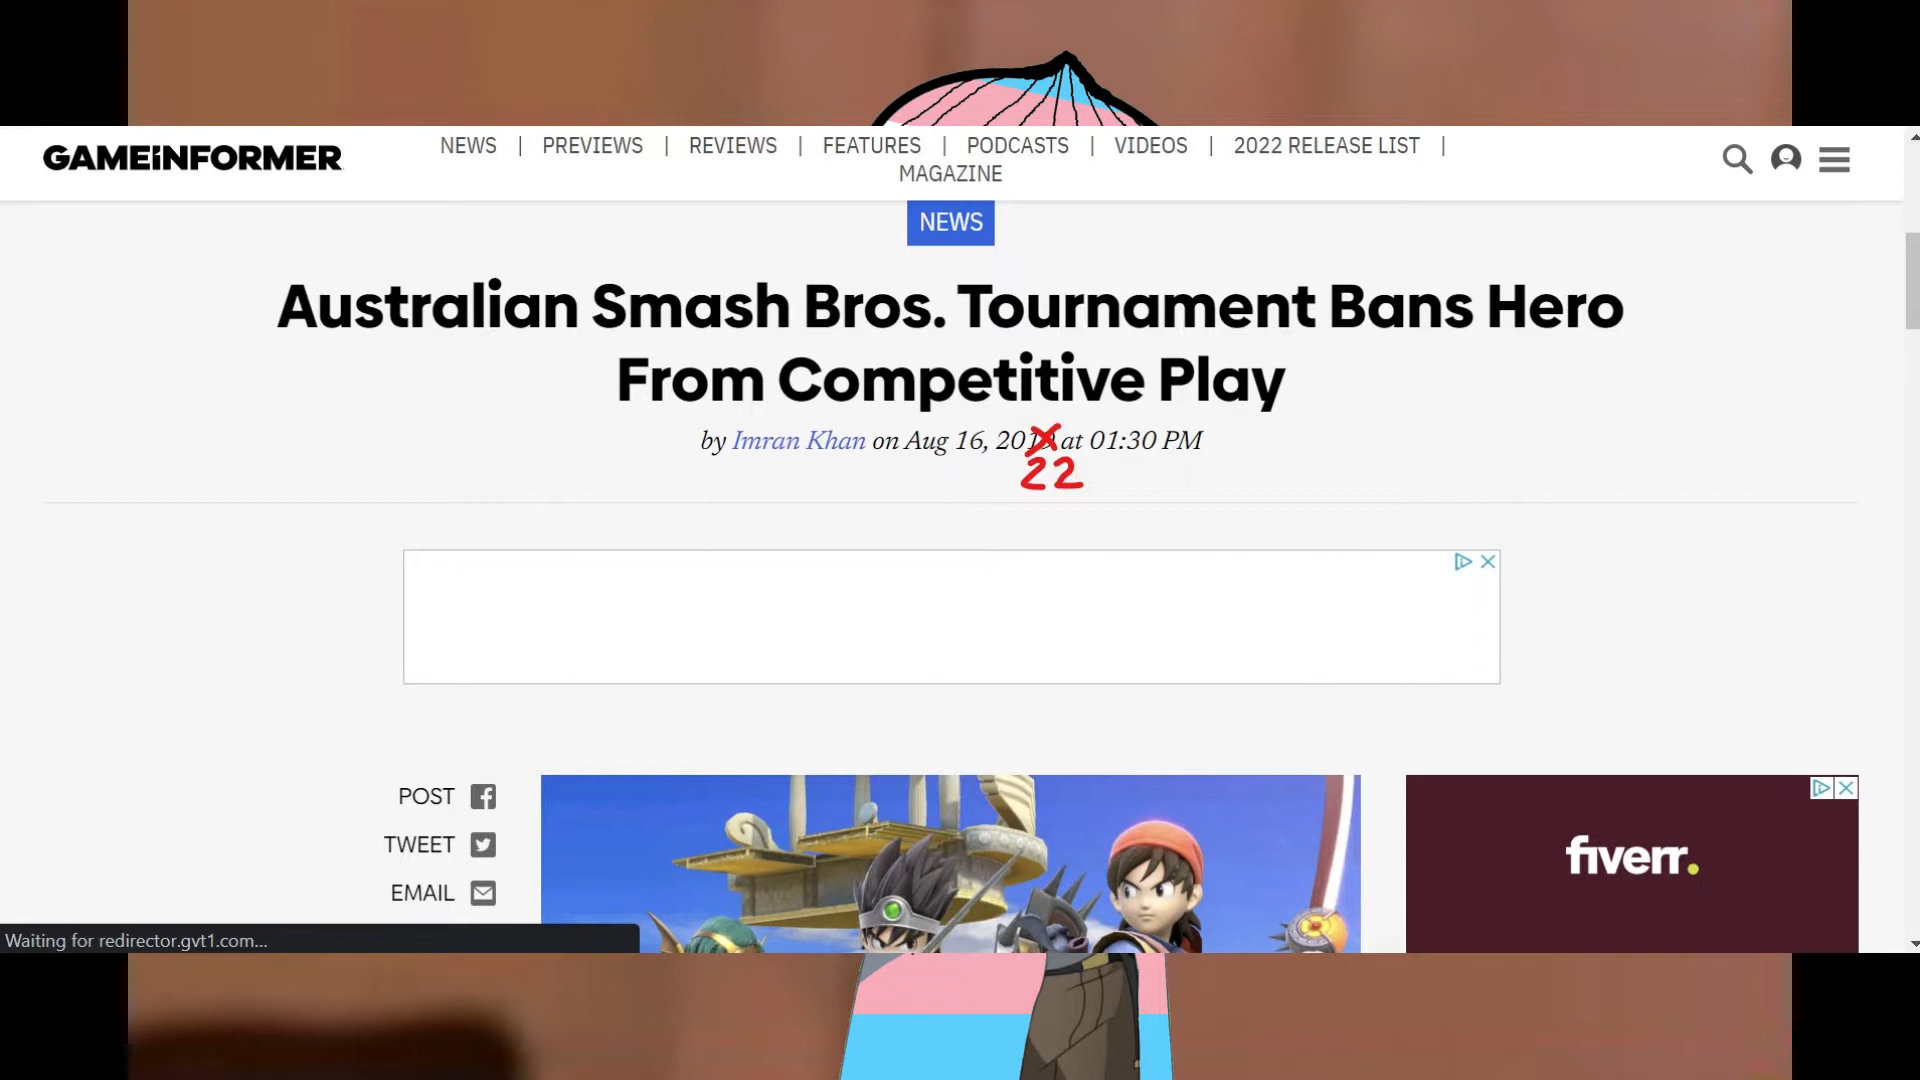 GAMEINFORMER
NEWS | PREVIEWS | REVIEWS | FEATURES | PODCASTS | VIDEOS | 2022 RELEASE LIST |
MAGAZINE
NEWS
Australian Smash Bros. Tournament Bans Hero
From Competitive Play
by Imran Khan on Aug 16, 2019 at 01:30 PM
22
POST
TWEET
EMAIL
fiverr.
Waiting for redirector.gvt1.com...